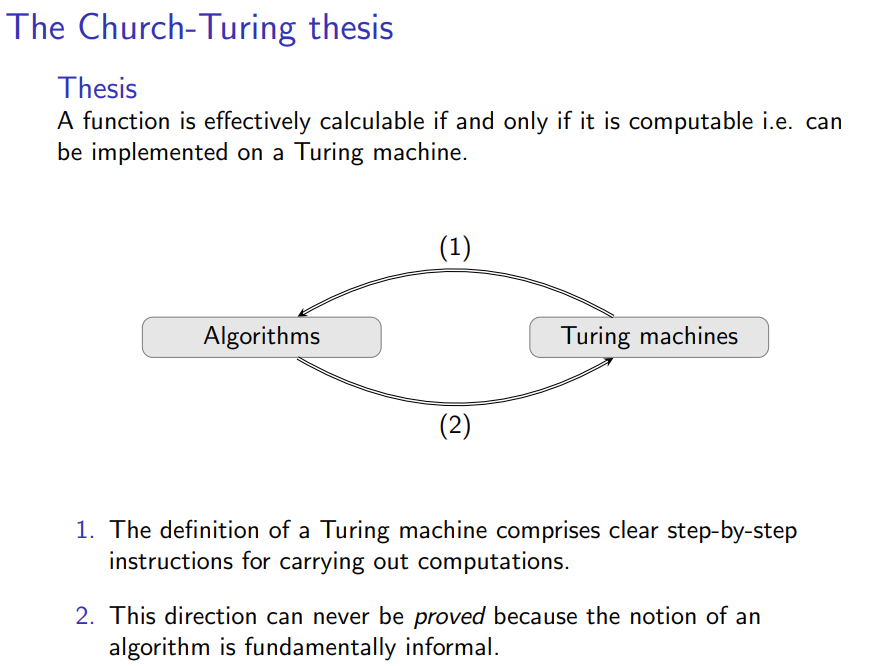 The Church-Turing thesis
Thesis
A function is effectively calculable if and only if it is computable i.e. can
be implemented on a Turing machine.
(1)
Algorithms
Turing machines
(2)
1. The definition of a Turing machine comprises clear step-by-step
instructions for carrying out computations.
2. This direction can never be proved because the notion of an
algorithm is fundamentally informal.